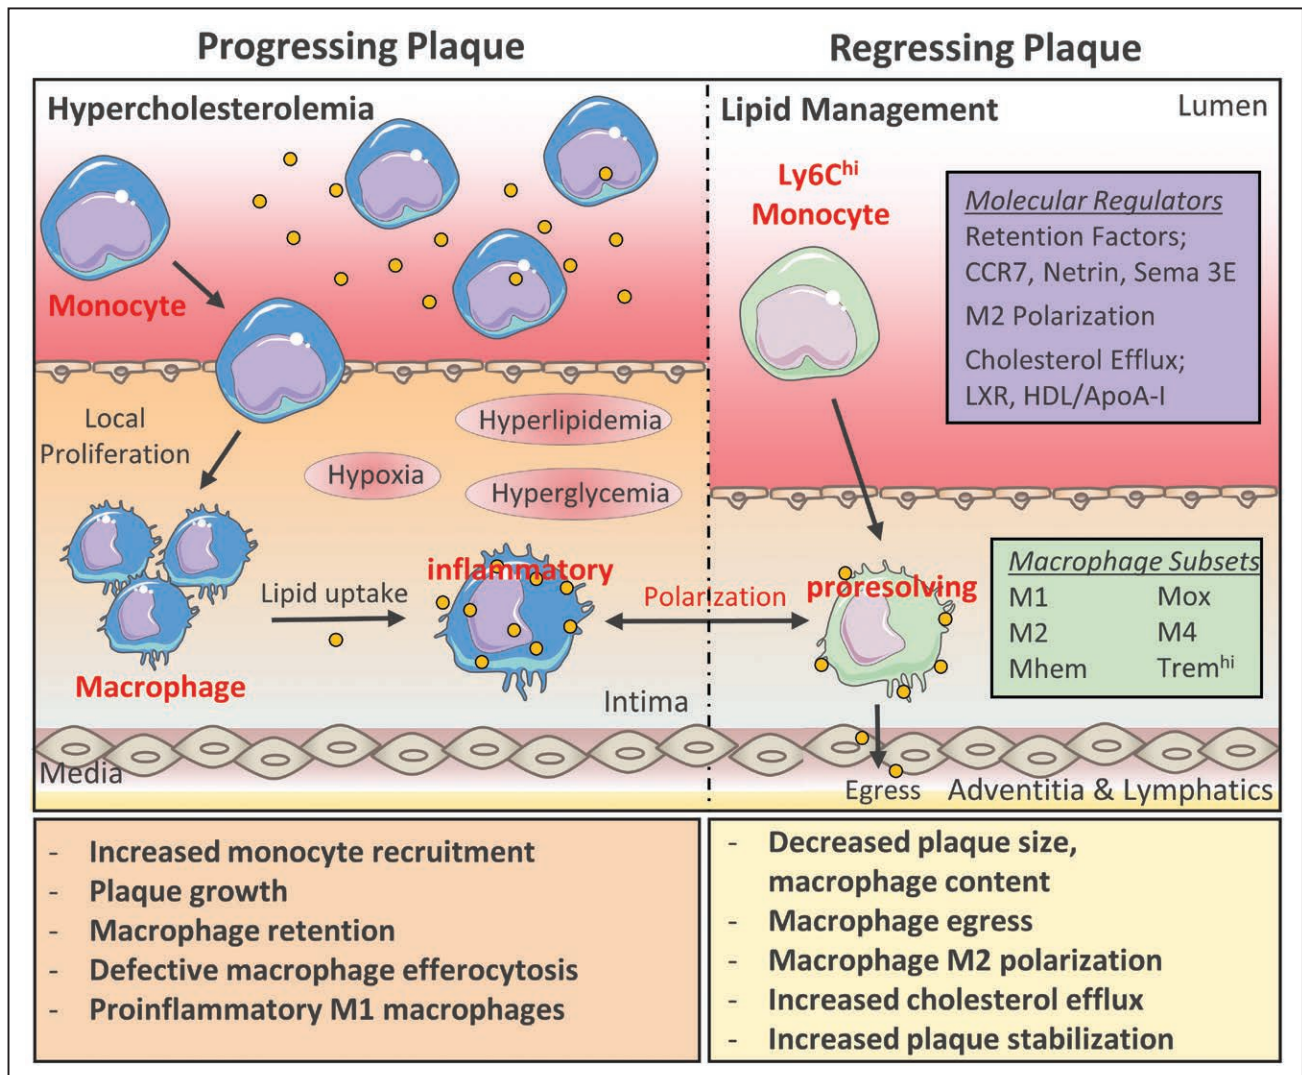 Progressing Plaque
Regressing Plaque
Hypercholesterolemia
Monocyte
Local
Proliferation
Hyperlipidemia
Hypoxia
Hyperglycemia
Macrophage
Lipid uptake
inflammatory
Polarization
Intima
Media
Lipid Management
Lumen
Ly6Chi
Monocyte
Molecular Regulators
Retention Factors;
CCR7, Netrin, Sema 3E
M2 Polarization
Cholesterol Efflux;
LXR, HDL/ApoA-I
proresolving
Macrophage Subsets
M1 Mox
M2 M4
Mhem Tremhi
Egress
Adventitia & Lymphatics
- Increased monocyte recruitment
- Plaque growth
- Macrophage retention
- Defective macrophage efferocytosis
- Proinflammatory M1 macrophages
- Decreased plaque size,
macrophage content
- Macrophage egress
- Macrophage M2 polarization
- Increased cholesterol efflux
- Increased plaque stabilization